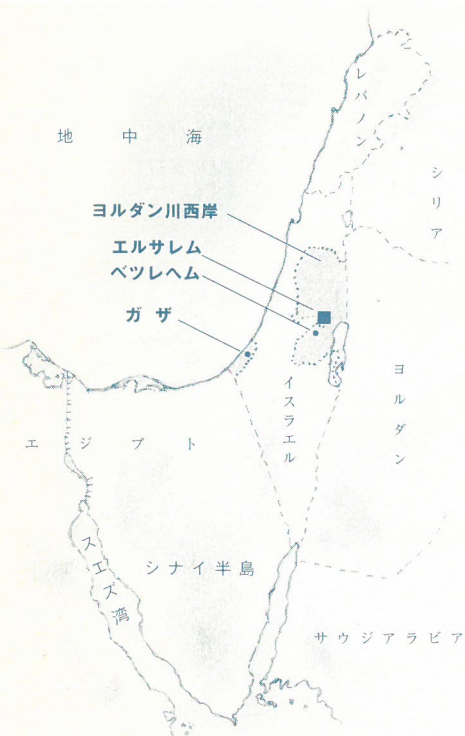 レバノン
地中海
シリア
ヨルダン川西岸
エルサレム
ベツレヘム
ガザ
ヨルダン
イスラエル
エジプト
スエズ湾
シナイ半島
サウジアラビア